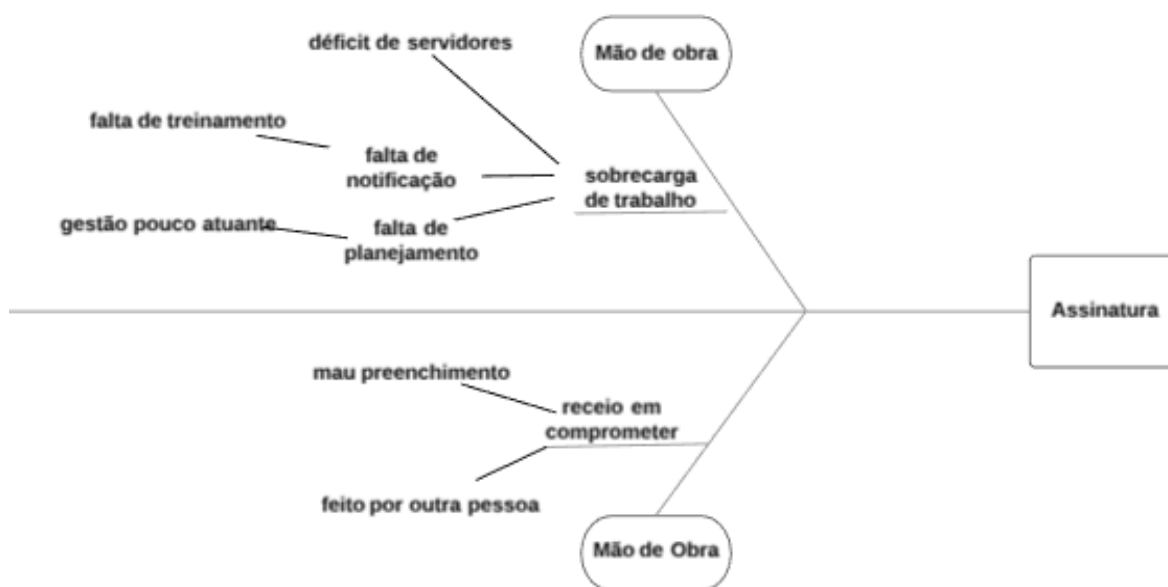 déficit de servidores
Mão de obra
falta de treinamento
falta de
notificação
sobrecarga
de trabalho
gestão pouco atuante
falta de
planejamento
Assinatura
mau preenchimento
receio em
comprometer
feito por outra pessoa
Mão de Obra